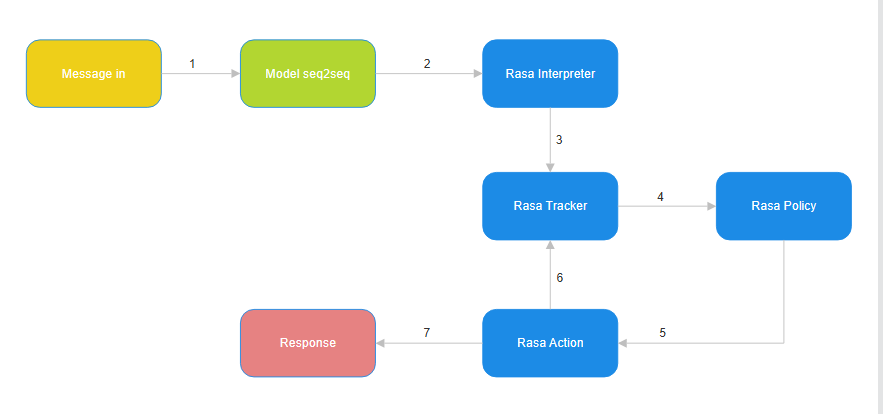 Message in
1
Model seq2seq
2
Rasa Interpreter
3
Rasa Tracker
4
Rasa Policy
6
5
Response
7
Rasa Action